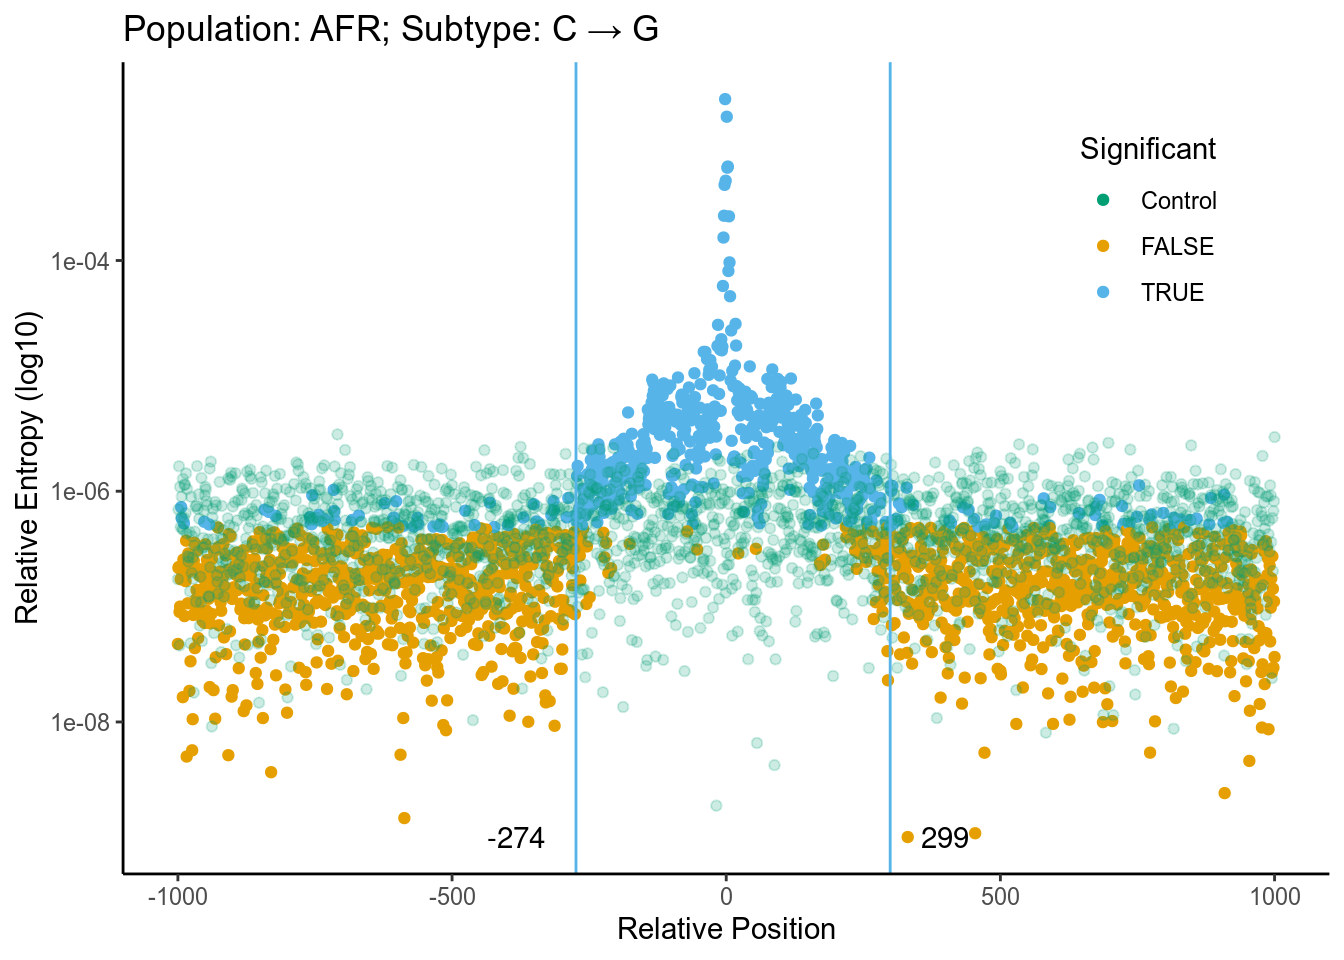 Population: AFR; Subtype: C → G
Significant
Control
FALSE
TRUE
Relative Entropy (log10)
1e-04
1e-06
1e-08
-274
299
-1000
-500
0
500
1000
Relative Position